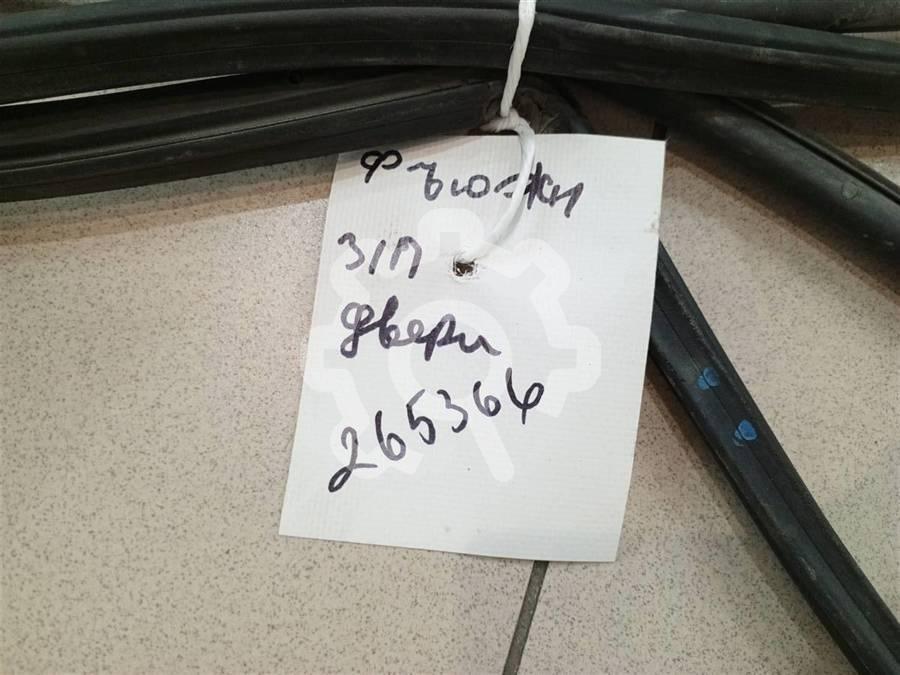 Фьюжн
З/П
двери
265364